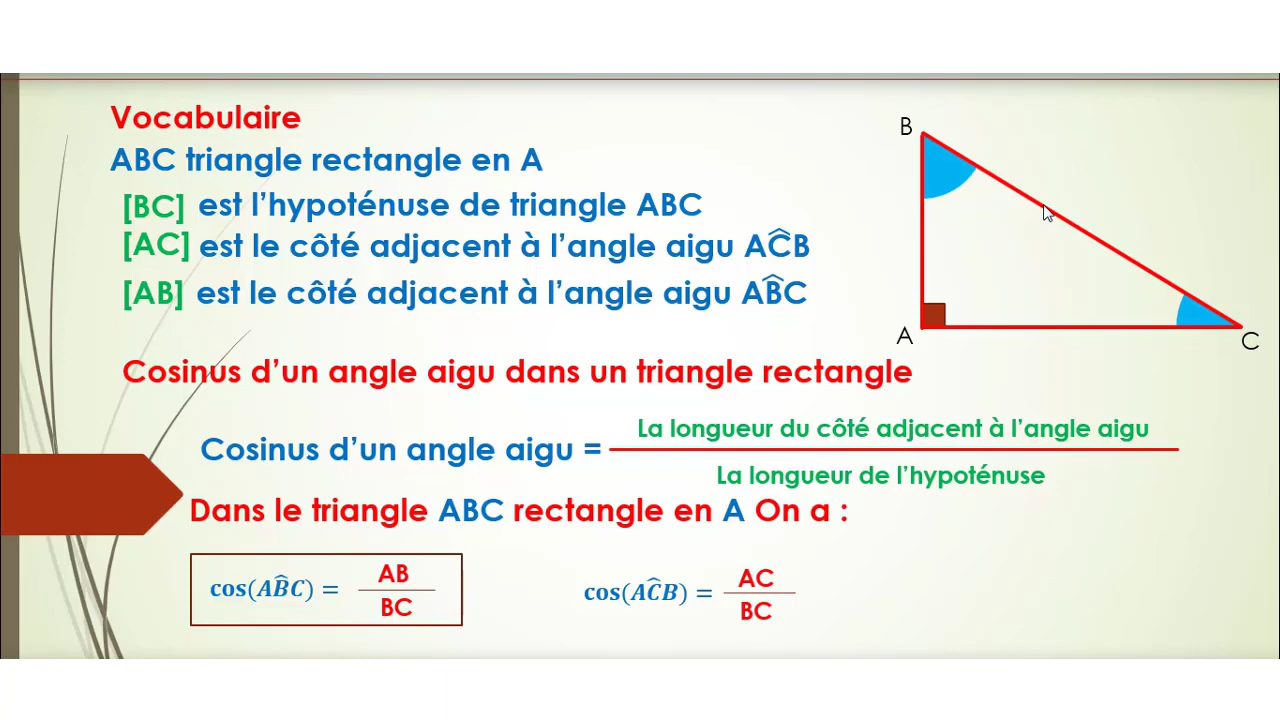 Vocabulaire
ABC triangle rectangle en A
[BC] est l’hypoténuse de triangle ABC
[AC] est le côté adjacent à l’angle aigu AĈB
[AB] est le côté adjacent à l’angle aigu AB̂C
B
A
C
Cosinus d’un angle aigu dans un triangle rectangle
La longueur du côté adjacent à l’angle aigu
Cosinus d’un angle aigu =
La longueur de l’hypoténuse
Dans le triangle ABC rectangle en A On a :
cos(AB̂C) = AB / BC
cos(AĈB) = AC / BC